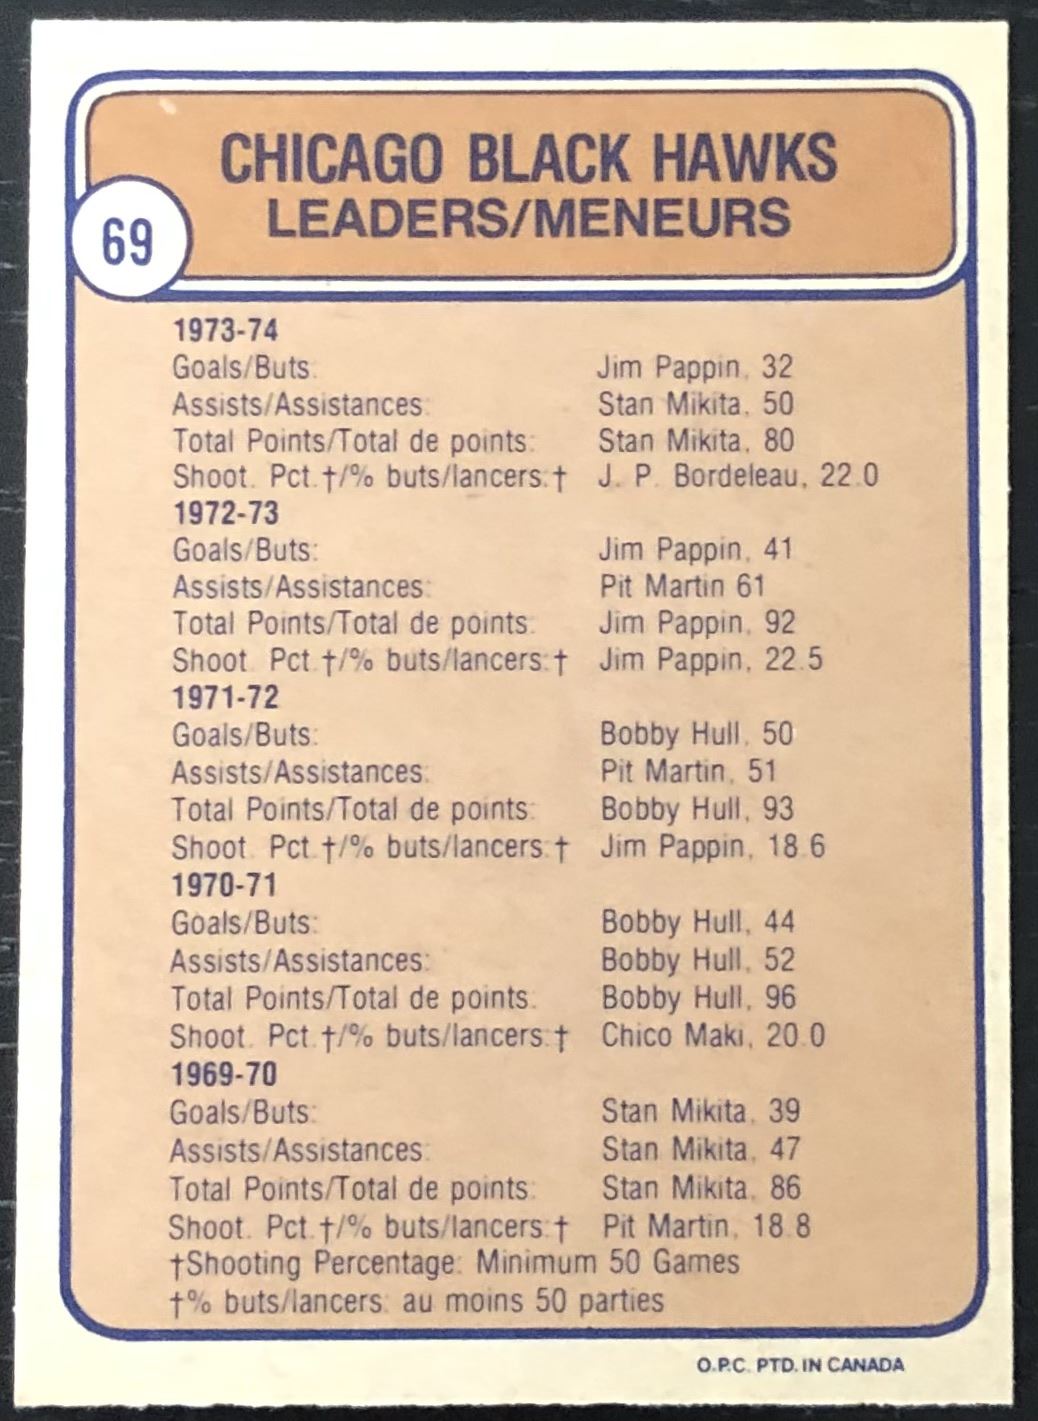 CHICAGO BLACK HAWKS
LEADERS/MENEURS
69
1973-74
Goals/Buts: Jim Pappin, 32
Assists/Assistances: Stan Mikita, 50
Total Points/Total de points: Stan Mikita, 80
Shoot. Pct.†/% buts/lancers:† J. P. Bordeleau, 22.0
1972-73
Goals/Buts: Jim Pappin, 41
Assists/Assistances: Pit Martin 61
Total Points/Total de points: Jim Pappin, 92
Shoot. Pct.†/% buts/lancers:† Jim Pappin, 22.5
1971-72
Goals/Buts: Bobby Hull, 50
Assists/Assistances: Pit Martin, 51
Total Points/Total de points: Bobby Hull, 93
Shoot. Pct.†/% buts/lancers:† Jim Pappin, 18.6
1970-71
Goals/Buts: Bobby Hull, 44
Assists/Assistances: Bobby Hull, 52
Total Points/Total de points: Bobby Hull, 96
Shoot. Pct.†/% buts/lancers:† Chico Maki, 20.0
1969-70
Goals/Buts: Stan Mikita, 39
Assists/Assistances: Stan Mikita, 47
Total Points/Total de points: Stan Mikita, 86
Shoot. Pct.†/% buts/lancers:† Pit Martin, 18.8
†Shooting Percentage: Minimum 50 Games
†% buts/lancers: au moins 50 parties
O.P.C. PTD. IN CANADA